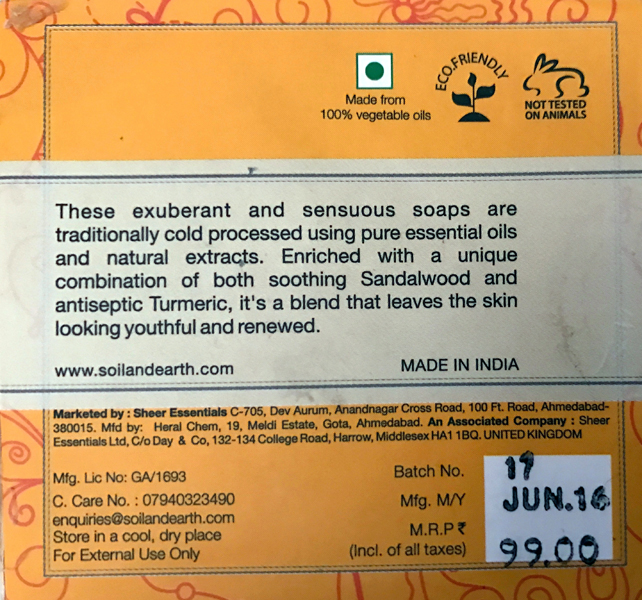 Made from
100% vegetable oils
ECO.FRIENDLY
NOT TESTED
ON ANIMALS
These exuberant and sensuous soaps are
traditionally cold processed using pure essential oils
and natural extracts. Enriched with a unique
combination of both soothing Sandalwood and
antiseptic Turmeric, it's a blend that leaves the skin
looking youthful and renewed.
www.soilandearth.com
MADE IN INDIA
Marketed by : Sheer Essentials C-705, Dev Aurum, Anandnagar Cross Road, 100 Ft. Road, Ahmedabad-
380015. Mfd by: Heral Chem, 19, Meldi Estate, Gota, Ahmedabad. An Associated Company : Sheer
Essentials Ltd, C/o Day & Co, 132-134 College Road, Harrow, Middlesex HA1 1BQ. UNITED KINGDOM
Mfg. Lic No: GA/1693
C. Care No. : 07940323490
enquiries@soilandearth.com
Store in a cool, dry place
For External Use Only
Batch No. 17
Mfg. M/Y JUN.16
M.R.P ₹ 99.00
(Incl. of all taxes)